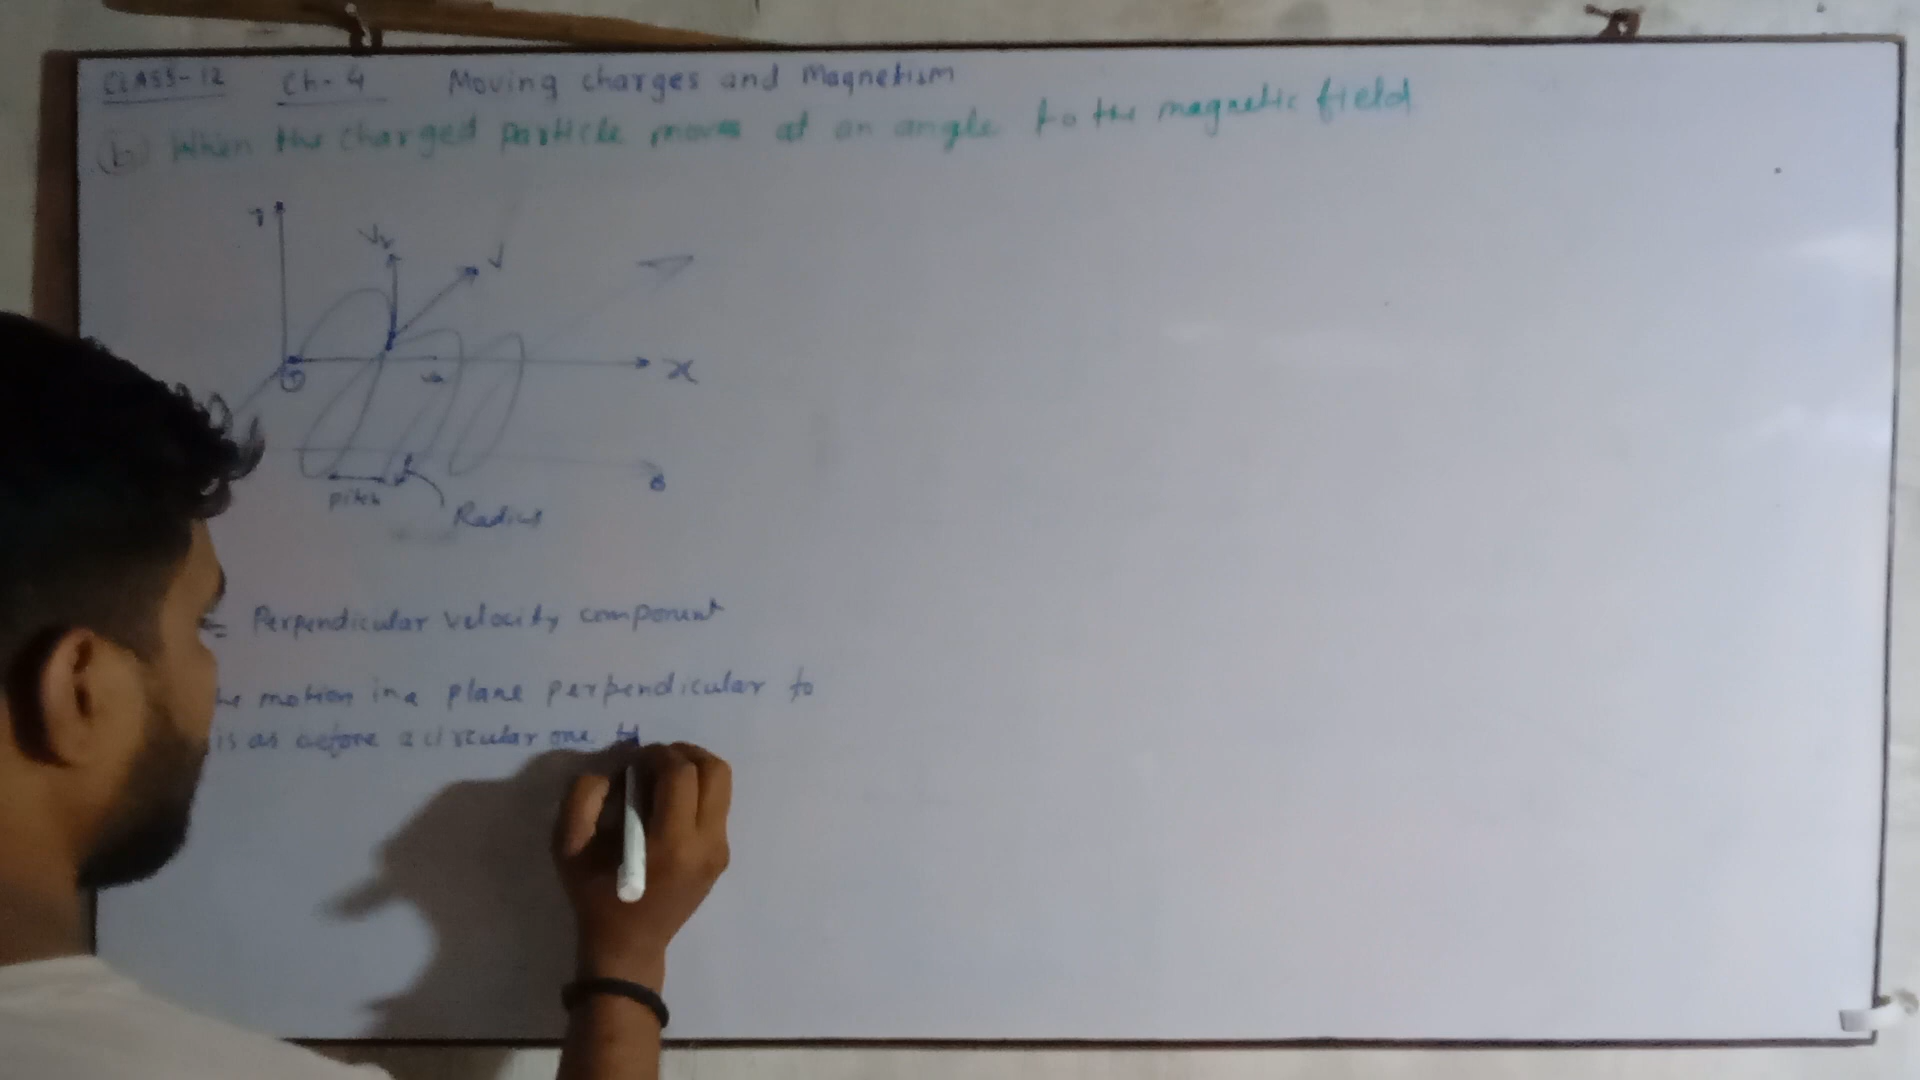 CLASS-12 Ch-4 Moving charges and Magnetism
(b) When the charged particle moves at an angle to the magnetic field
V
x
B
pitch
Radius
= Perpendicular velocity component
motion in a plane perpendicular to
is as before a circular one